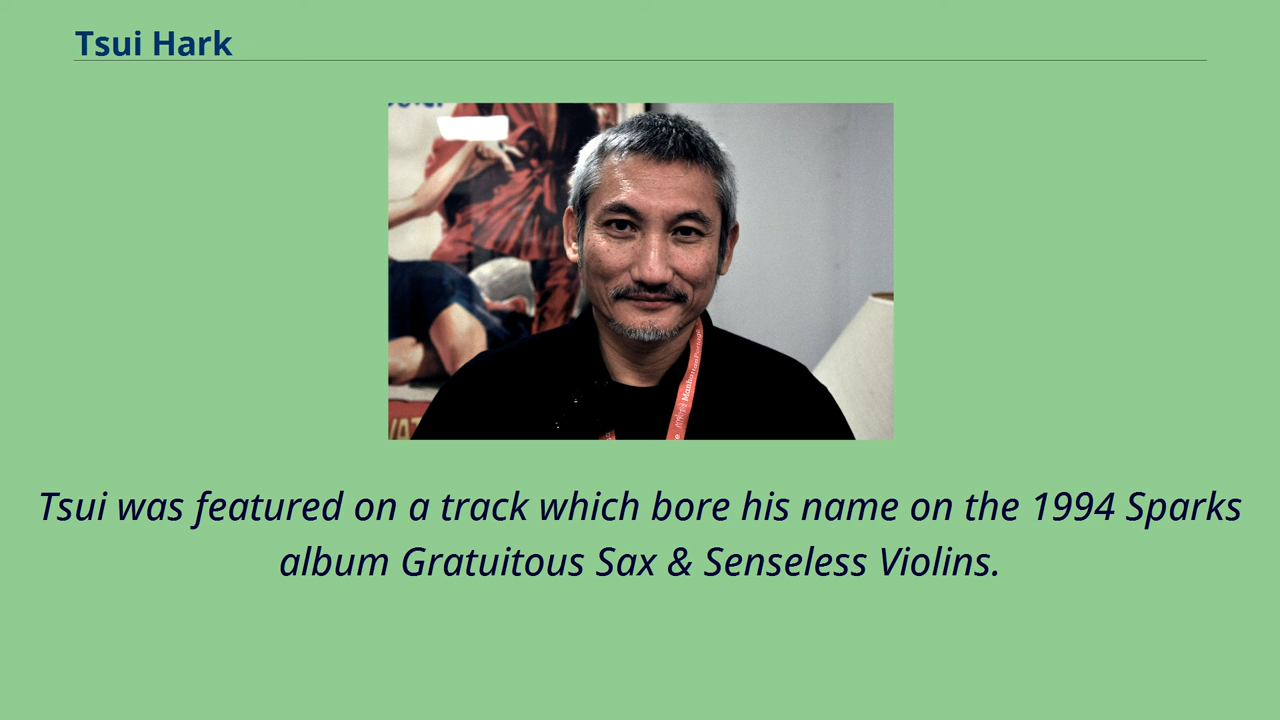 Tsui Hark
Manhattan
Tsui was featured on a track which bore his name on the 1994 Sparks
album Gratuitous Sax & Senseless Violins.